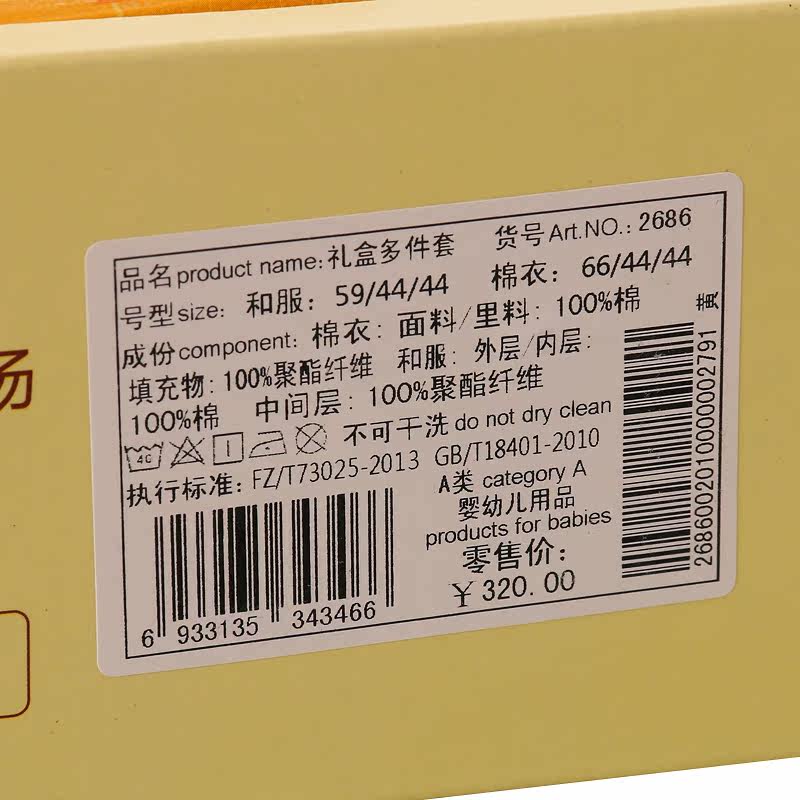 品名product name:礼盒多件套 货号Art.NO.:2686
号型size: 和服: 59/44/44 棉衣: 66/44/44
成份component: 棉衣: 面料/里料: 100%棉
填充物: 100%聚酯纤维 和服: 外层/内层:
100%棉 中间层: 100%聚酯纤维
40 不可干洗 do not dry clean
执行标准: FZ/T73025-2013 GB/T18401-2010
A类 category A
婴幼儿用品
products for babies
零售价:
￥320.00
6 933135 343466
黄
26860020100000002791
汤